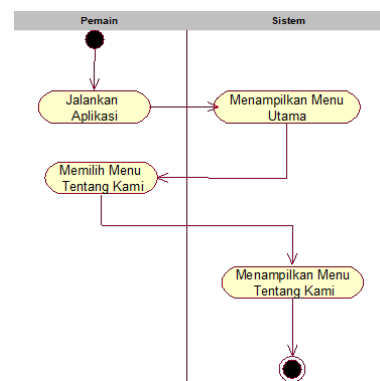 Pemain
Sistem
Jalankan
Aplikasi
Menampilkan Menu
Utama
Memilih Menu
Tentang Kami
Menampilkan Menu
Tentang Kami